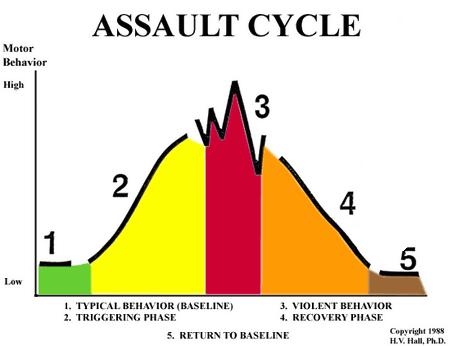 ASSAULT CYCLE
Motor
Behavior
High
3
2
4
1
5
Low
1. TYPICAL BEHAVIOR (BASELINE)
3. VIOLENT BEHAVIOR
2. TRIGGERING PHASE
4. RECOVERY PHASE
5. RETURN TO BASELINE
Copyright 1988
H.V. Hall, Ph.D.